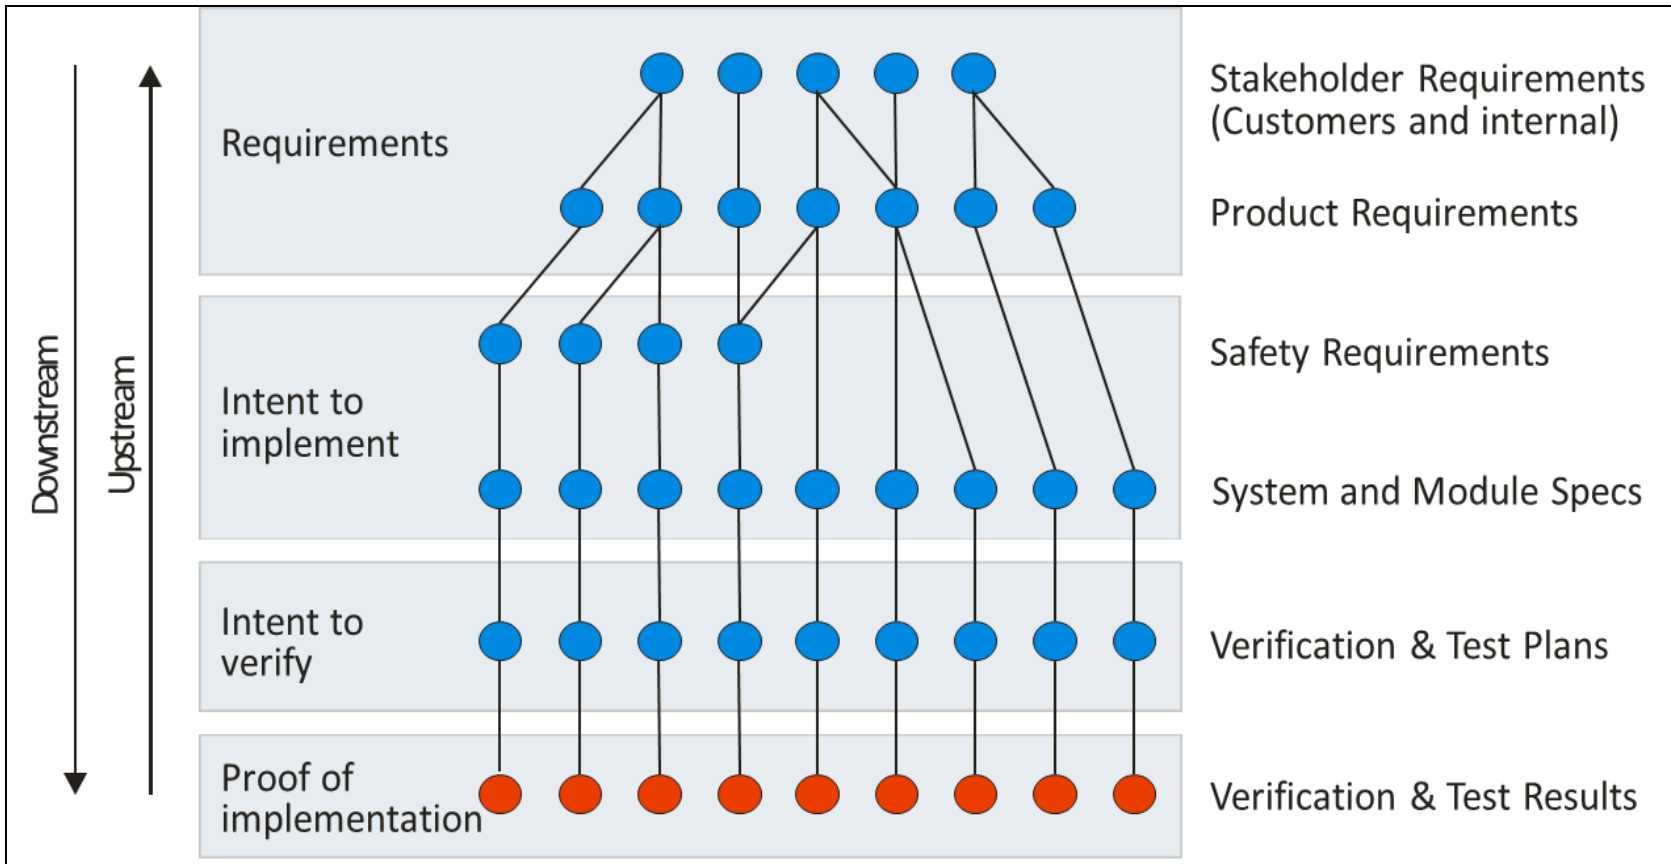 Downstream
Upstream
Requirements
Stakeholder Requirements
(Customers and internal)
Product Requirements
Intent to
implement
Safety Requirements
System and Module Specs
Intent to
verify
Verification & Test Plans
Proof of
implementation
Verification & Test Results